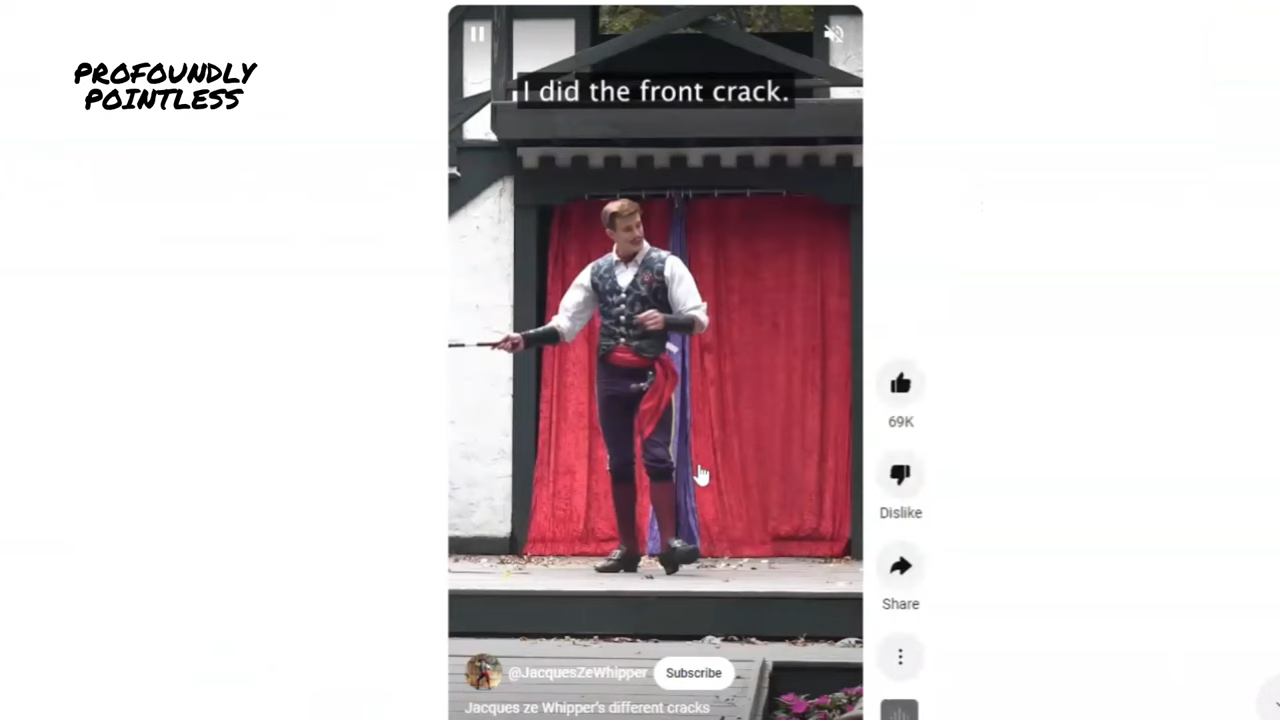 PROFOUNDLY
POINTLESS
I did the front crack.
69K
Dislike
Share
@JacquesZeWhipper
Subscribe
Jacques ze Whipper's different cracks